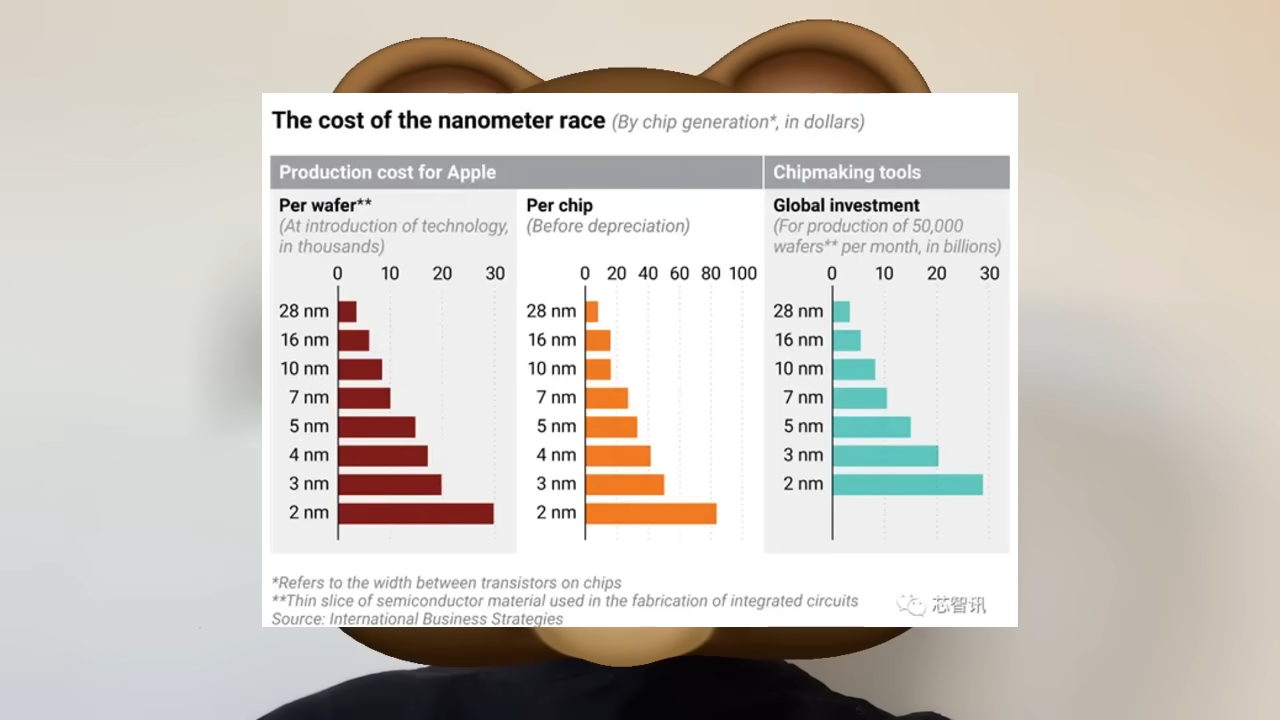 The cost of the nanometer race (By chip generation*, in dollars)
Production cost for Apple
Chipmaking tools
Per wafer**
(At introduction of technology,
in thousands)
0 10 20 30
28 nm
16 nm
10 nm
7 nm
5 nm
4 nm
3 nm
2 nm
Per chip
(Before depreciation)
0 20 40 60 80 100
28 nm
16 nm
10 nm
7 nm
5 nm
4 nm
3 nm
2 nm
Global investment
(For production of 50,000
wafers** per month, in billions)
0 10 20 30
28 nm
16 nm
10 nm
7 nm
5 nm
3 nm
2 nm
*Refers to the width between transistors on chips
**Thin slice of semiconductor material used in the fabrication of integrated circuits
Source: International Business Strategies
芯智讯